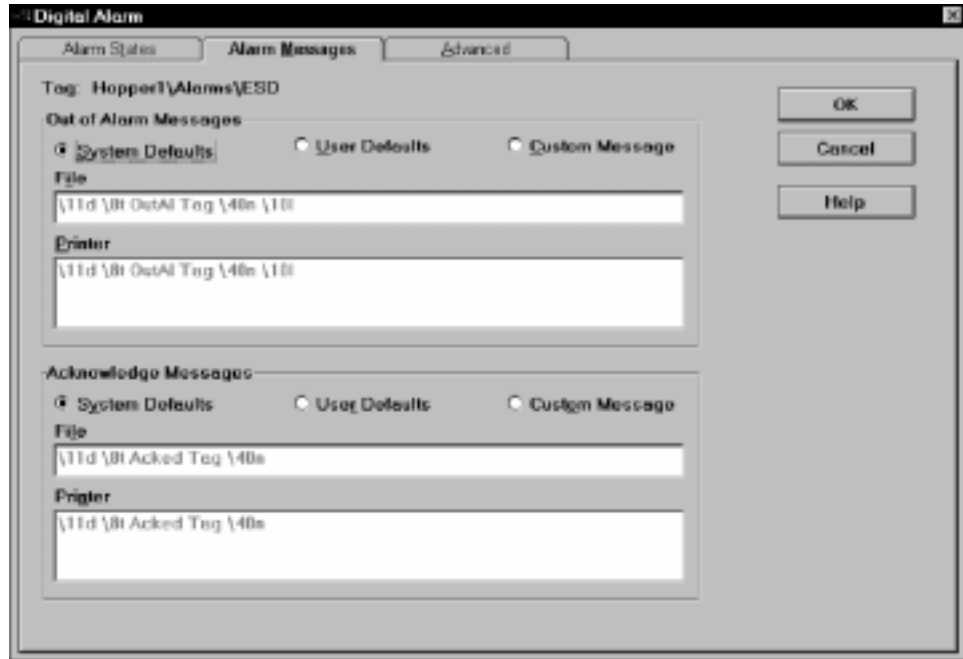 Digital Alarm
Alarm States Alarm Messages Advanced
Tag: Hopper1\Alarms\ESD
OK
Out of Alarm Messages
System Defaults User Defaults Custom Message
Cancel
File
\11d \8t OutAl Tag \40n \10l
Help
Printer
\11d \8t OutAl Tag \40n \10l
Acknowledge Messages
System Defaults User Defaults Custom Message
File
\11d \8t Acked Tag \40n
Printer
\11d \8t Acked Tag \40n